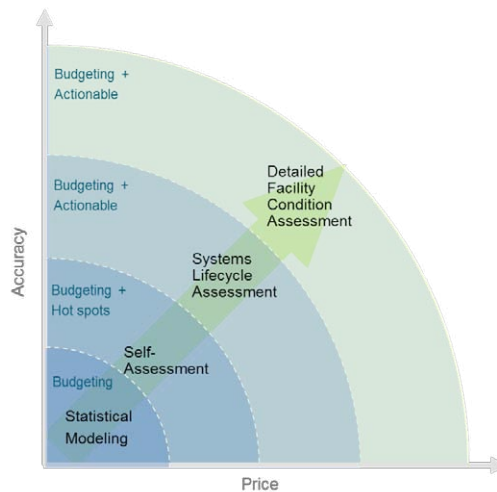 Budgeting +
Actionable
Detailed
Facility
Condition
Assessment
Budgeting +
Actionable
Systems
Lifecycle
Assessment
Budgeting +
Hot spots
Self-
Assessment
Budgeting
Statistical
Modeling
Accuracy
Price